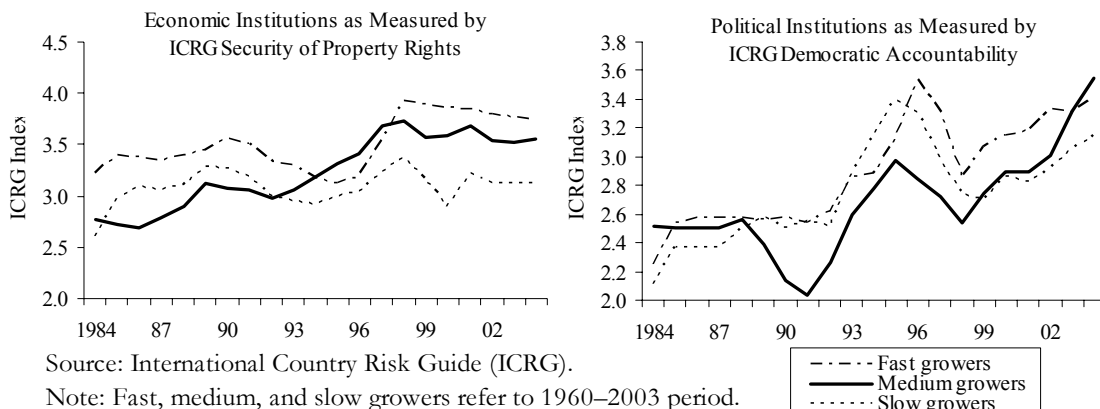 Economic Institutions as Measured by
ICRG Security of Property Rights
4.5
4.0
3.5
3.0
2.5
2.0
ICRG Index
1984 87 90 93 96 99 02
Political Institutions as Measured by
ICRG Democratic Accountability
3.8
3.6
3.4
3.2
3.0
2.8
2.6
2.4
2.2
2.0
ICRG Index
1984 87 90 93 96 99 02
Fast growers
Medium growers
Slow growers
Source: International Country Risk Guide (ICRG).
Note: Fast, medium, and slow growers refer to 1960–2003 period.